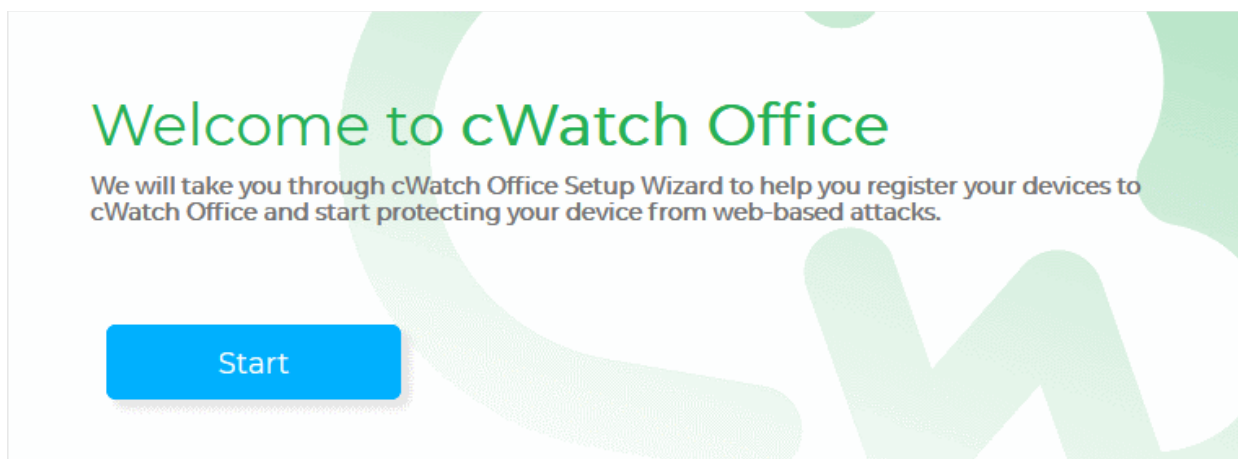 Welcome to cWatch Office
We will take you through cWatch Office Setup Wizard to help you register your devices to
cWatch Office and start protecting your device from web-based attacks.
Start